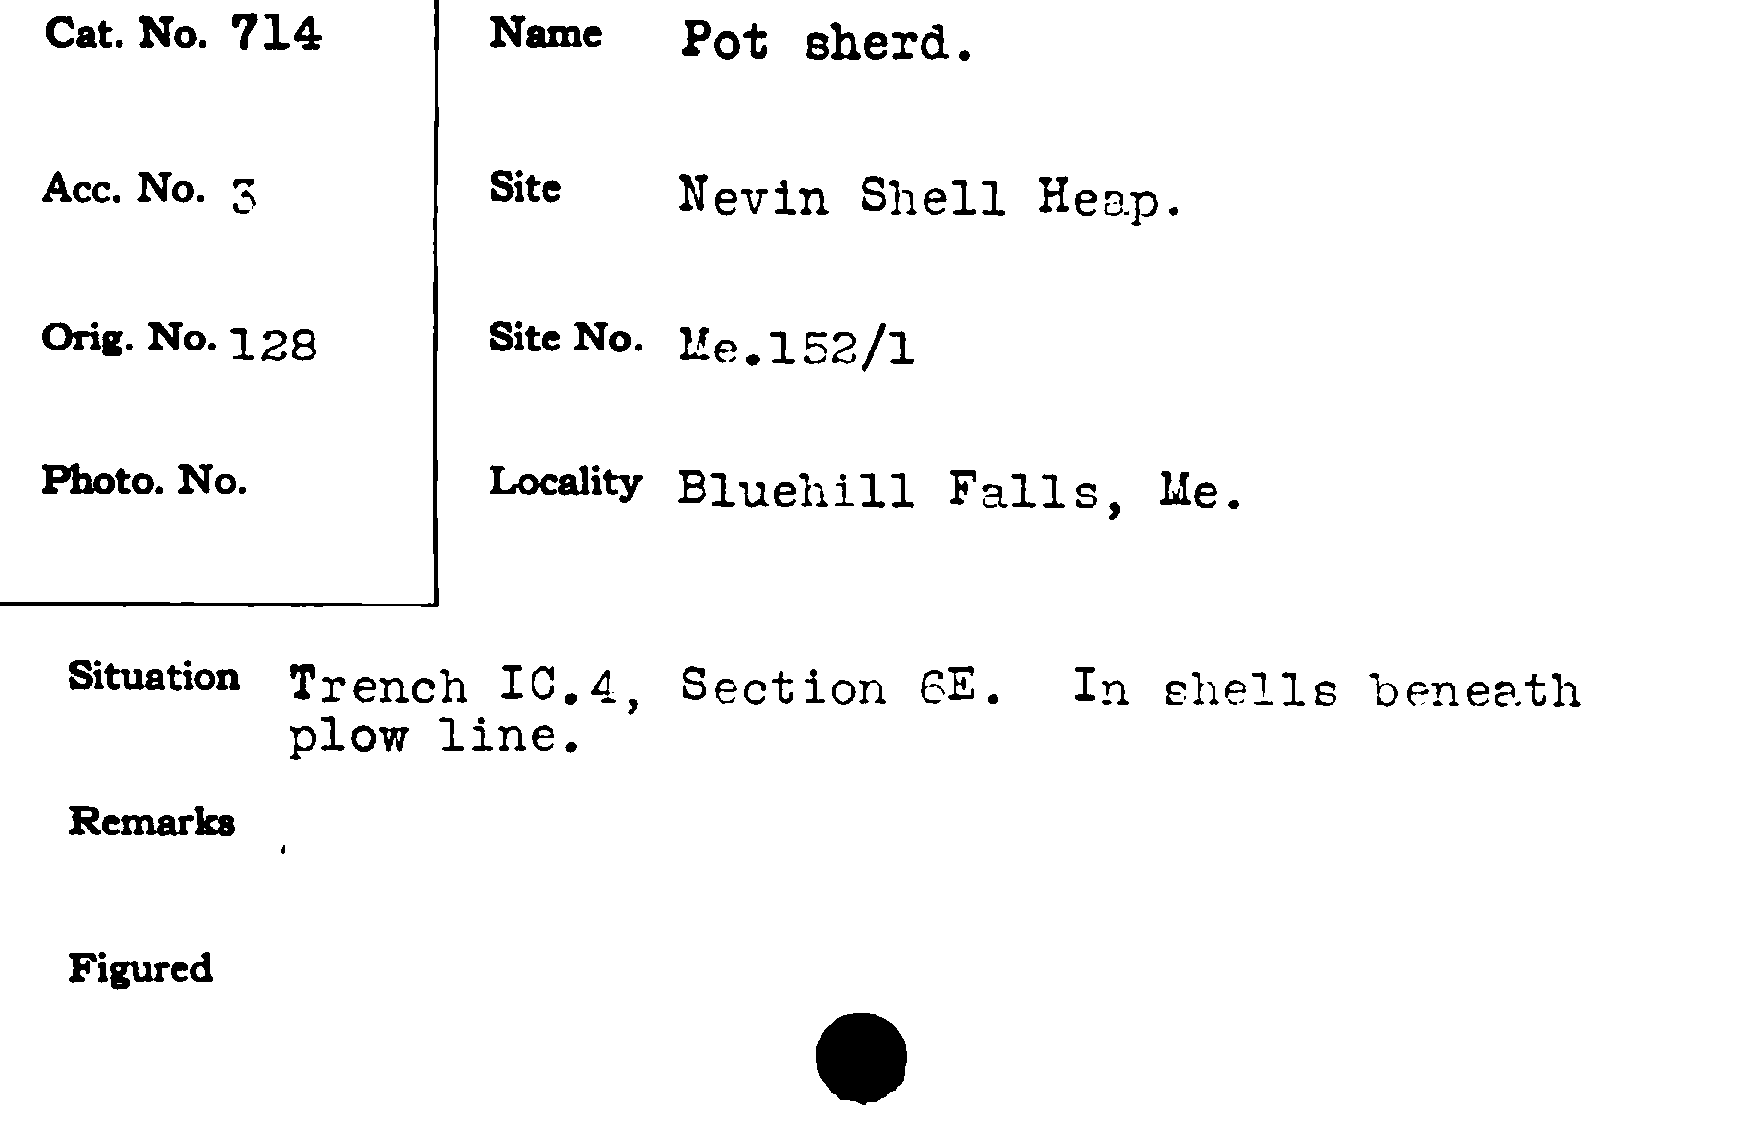 Cat. No. 714
Name Pot sherd.
Acc. No. 3
Site Nevin Shell Heap.
Orig. No. 128
Site No. Me.152/1
Photo. No.
Locality Bluehill Falls, Me.
Situation Trench IC.4, Section 6E. In shells beneath
plow line.
Remarks
Figured